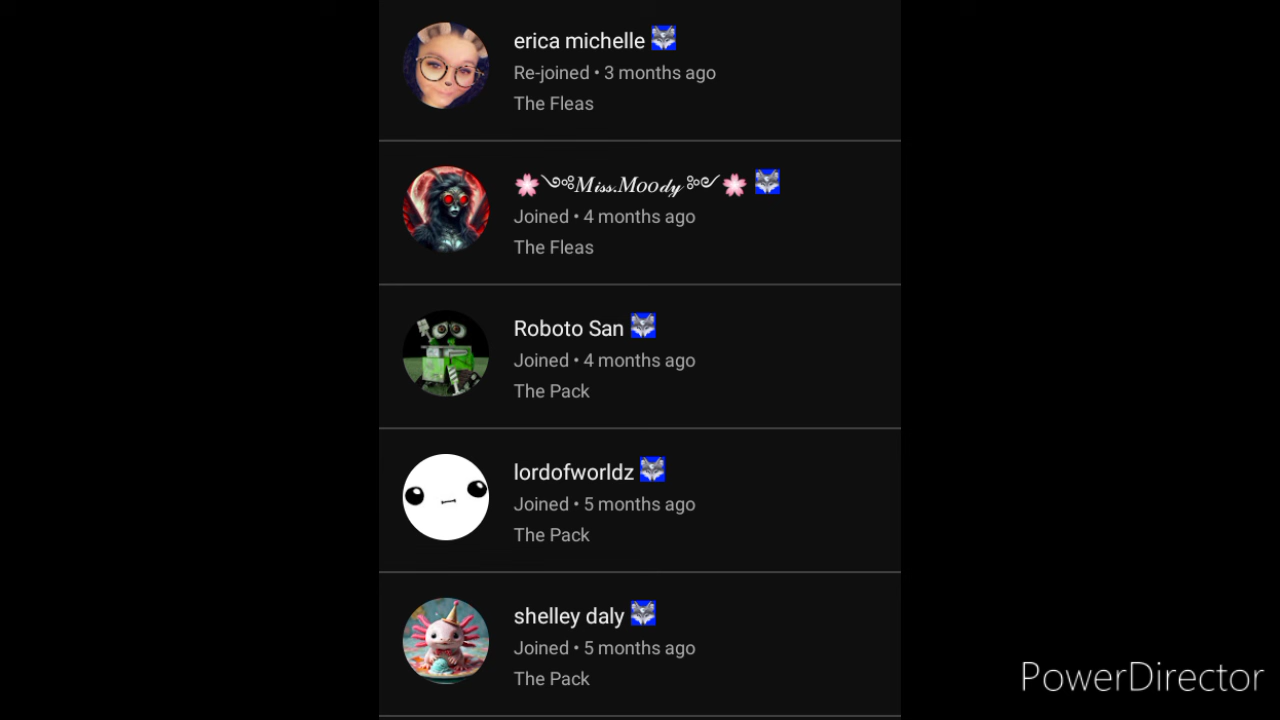 erica michelle
Re-joined • 3 months ago
The Fleas
🌸༺Miss.Moody༻🌸
Joined • 4 months ago
The Fleas
Roboto San
Joined • 4 months ago
The Pack
lordofworldz
Joined • 5 months ago
The Pack
shelley daly
Joined • 5 months ago
The Pack
PowerDirector